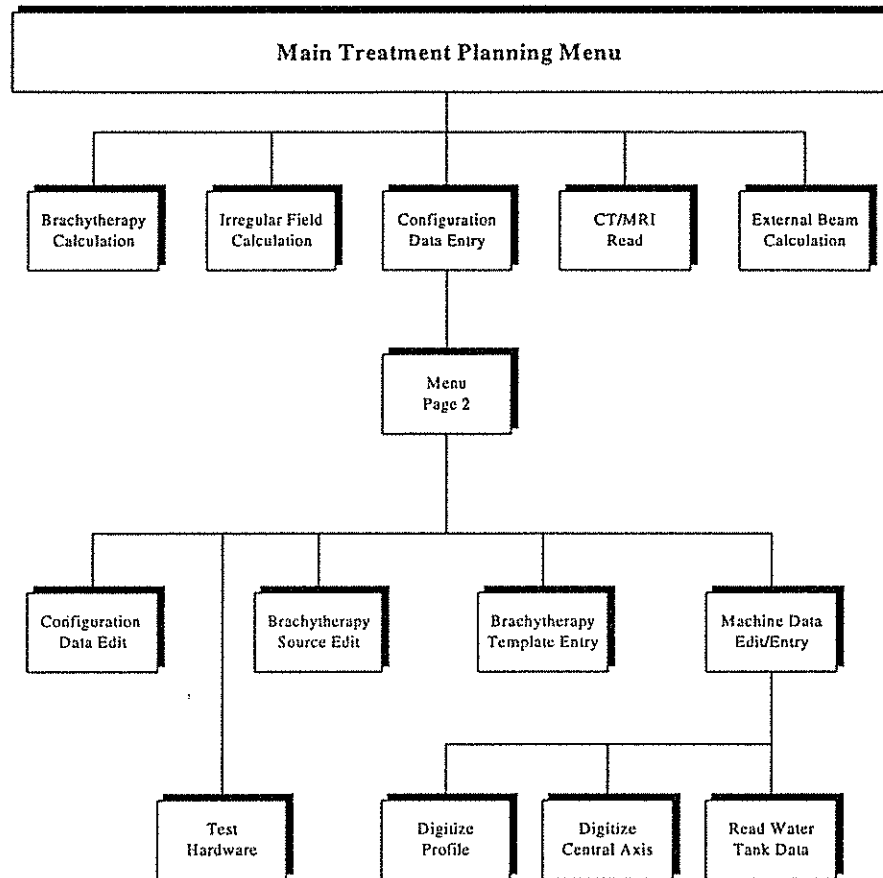 Main Treatment Planning Menu
Brachytherapy
Calculation
Irregular Field
Calculation
Configuration
Data Entry
CT/MRI
Read
External Beam
Calculation
Menu
Page 2
Configuration
Data Edit
Brachytherapy
Source Edit
Brachytherapy
Template Entry
Machine Data
Edit/Entry
Test
Hardware
Digitize
Profile
Digitize
Central Axis
Read Water
Tank Data